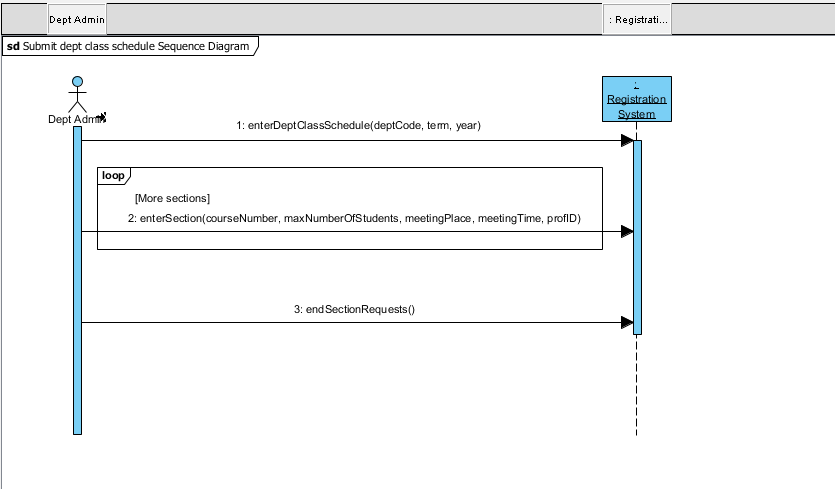 Dept Admin
: Registrati...
sd Submit dept class schedule Sequence Diagram
Dept Admin
:
Registration
System
1: enterDeptClassSchedule(deptCode, term, year)
loop
[More sections]
2: enterSection(courseNumber, maxNumberOfStudents, meetingPlace, meetingTime, profID)
3: endSectionRequests()